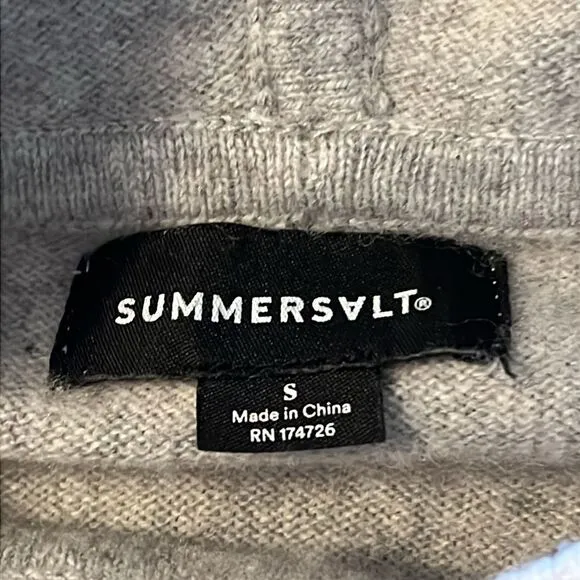 SUMMERSALT®
S
Made in China
RN 174726